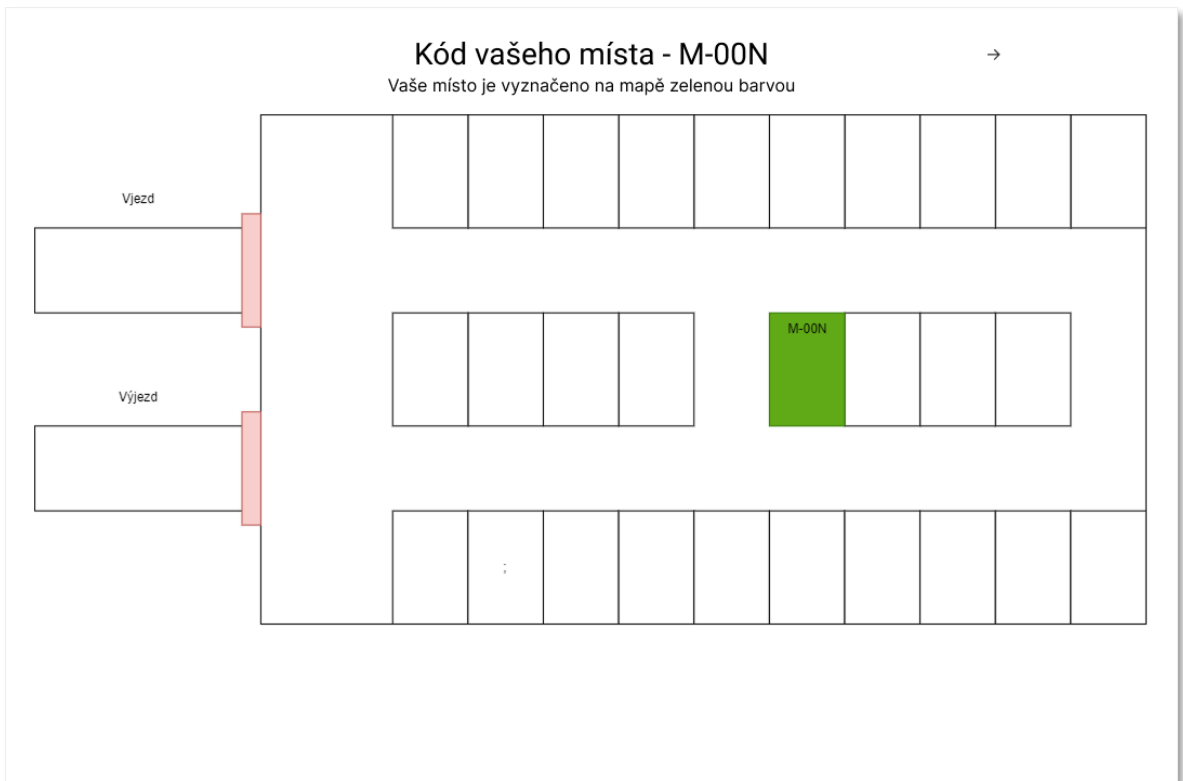 Kód vašeho místa - M-00N
→
Vaše místo je vyznačeno na mapě zelenou barvou
Vjezd
M-00N
Výjezd
;